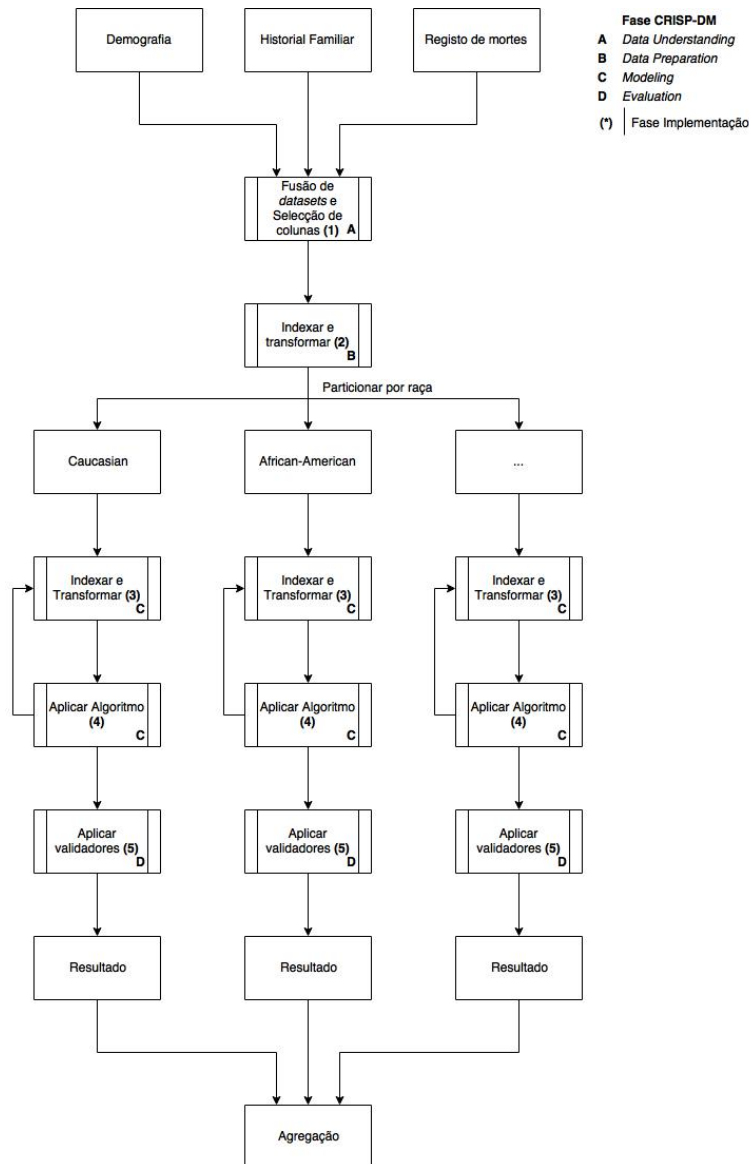 Demografia
Historial Familiar
Registo de mortes
Fase CRISP-DM
A Data Understanding
B Data Preparation
C Modeling
D Evaluation
(*) Fase Implementação
Fusão de
datasets e
Selecção de
colunas (1) A
Indexar e
transformar (2)
B
Particionar por raça
Caucasian
African-American
...
Indexar e
Transformar (3)
C
Indexar e
Transformar (3)
C
Indexar e
Transformar (3)
C
Aplicar Algoritmo
(4)
C
Aplicar Algoritmo
(4)
C
Aplicar Algoritmo
(4)
C
Aplicar
validadores (5)
D
Aplicar
validadores (5)
D
Aplicar
validadores (5)
D
Resultado
Resultado
Resultado
Agregação